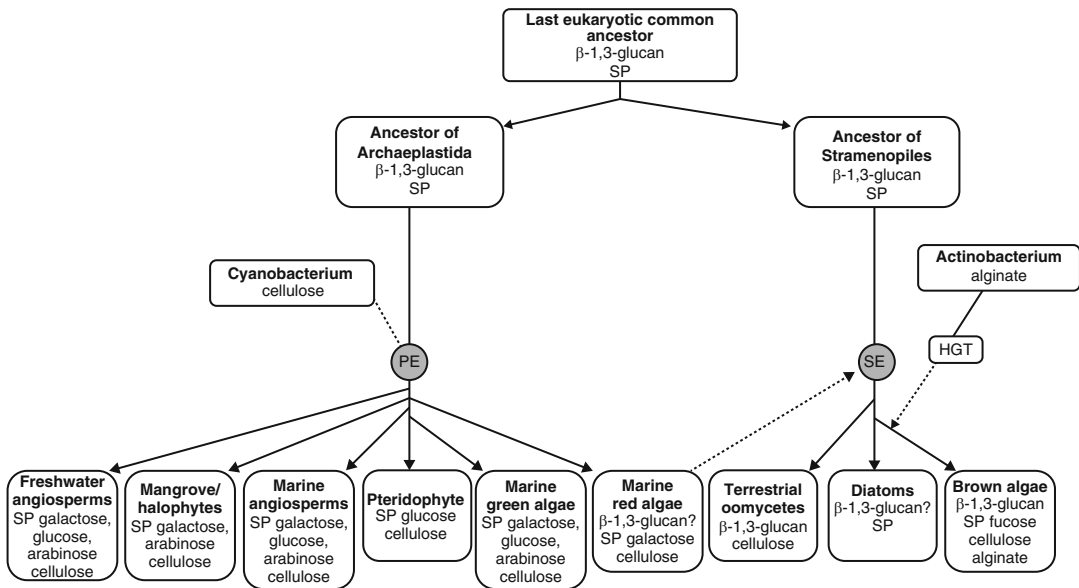 Last eukaryotic common
ancestor
β-1,3-glucan
SP
Ancestor of
Archaeplastida
β-1,3-glucan
SP
Ancestor of
Stramenopiles
β-1,3-glucan
SP
Cyanobacterium
cellulose
Actinobacterium
alginate
HGT
PE
SE
Freshwater
angiosperms
SP galactose,
glucose,
arabinose
cellulose
Mangrove/
halophytes
SP galactose,
arabinose
cellulose
Marine
angiosperms
SP galactose,
glucose,
arabinose
cellulose
Pteridophyte
SP glucose
cellulose
Marine
green algae
SP galactose,
glucose,
arabinose
cellulose
Marine
red algae
β-1,3-glucan?
SP galactose
cellulose
Terrestrial
oomycetes
β-1,3-glucan
cellulose
Diatoms
β-1,3-glucan?
SP
Brown algae
β-1,3-glucan
SP fucose
cellulose
alginate